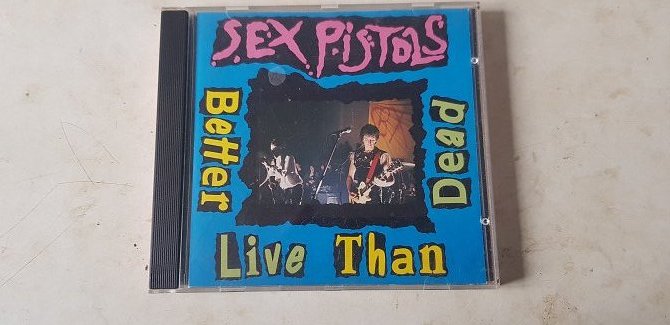 SEX PiSTOLS
Better
Live Than
Dead